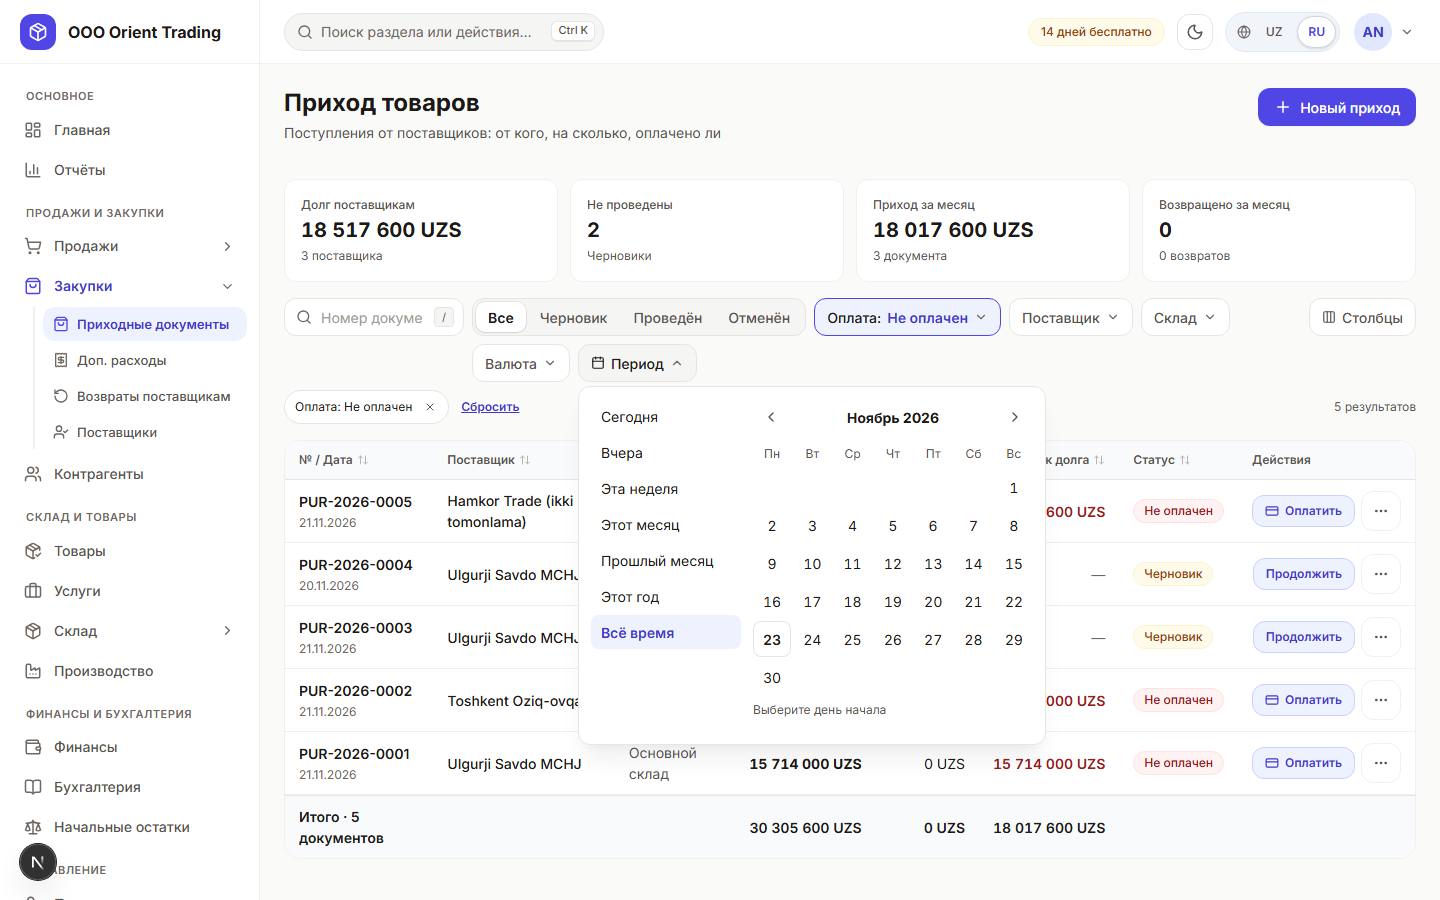 OOO Orient Trading
Поиск раздела или действия...
Ctrl K
14 дней бесплатно
UZ
RU
AN
ОСНОВНОЕ
Главная
Отчёты
ПРОДАЖИ И ЗАКУПКИ
Продажи
Закупки
Приходные документы
Доп. расходы
Возвраты поставщикам
Поставщики
Контрагенты
СКЛАД И ТОВАРЫ
Товары
Услуги
Склад
Производство
ФИНАНСЫ И БУХГАЛТЕРИЯ
Финансы
Бухгалтерия
Начальные остатки
N
Приход товаров
Поступления от поставщиков: от кого, на сколько, оплачено ли
Новый приход
Долг поставщикам
18 517 600 UZS
3 поставщика
Не проведены
2
Черновики
Приход за месяц
18 017 600 UZS
3 документа
Возвращено за месяц
0
0 возвратов
Номер докуме
/
Все
Черновик
Проведён
Отменён
Оплата: Не оплачен
Поставщик
Склад
Столбцы
Валюта
Период
Оплата: Не оплачен
Сбросить
5 результатов
Сегодня
Вчера
Эта неделя
Этот месяц
Прошлый месяц
Этот год
Всё время
Ноябрь 2026
Пн Вт Ср Чт Пт Сб Вс
1
2 3 4 5 6 7 8
9 10 11 12 13 14 15
16 17 18 19 20 21 22
23 24 25 26 27 28 29
30
Выберите день начала
№ / Дата
Поставщик
к долга
Статус
Действия
PUR-2026-0005
21.11.2026
Hamkor Trade (ikki
tomonlama)
600 UZS
Не оплачен
Оплатить
PUR-2026-0004
20.11.2026
Ulgurji Savdo MCHJ
—
Черновик
Продолжить
PUR-2026-0003
21.11.2026
Ulgurji Savdo MCHJ
—
Черновик
Продолжить
PUR-2026-0002
21.11.2026
Toshkent Oziq-ovqa
000 UZS
Не оплачен
Оплатить
PUR-2026-0001
21.11.2026
Ulgurji Savdo MCHJ
Основной
склад
15 714 000 UZS
0 UZS
15 714 000 UZS
Не оплачен
Оплатить
Итого · 5
документов
30 305 600 UZS
0 UZS
18 017 600 UZS